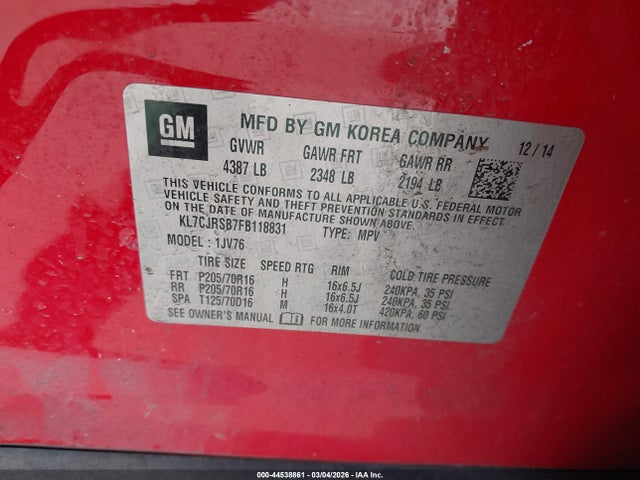 GM
MFD BY GM KOREA COMPANY 12/14
GVWR GAWR FRT GAWR RR
4387 LB 2348 LB 2194 LB
THIS VEHICLE CONFORMS TO ALL APPLICABLE U.S. FEDERAL MOTOR
VEHICLE SAFETY AND THEFT PREVENTION STANDARDS IN EFFECT
ON THE DATE OF MANUFACTURE SHOWN ABOVE.
KL7CJRSB7FB118831 TYPE: MPV
MODEL: 1JV76
TIRE SIZE SPEED RTG RIM COLD TIRE PRESSURE
FRT P205/70R16 H 16x6.5J 240KPA, 35 PSI
RR P205/70R16 H 16x6.5J 240KPA, 35 PSI
SPA T125/70D16 M 16x4.0T 420KPA, 60 PSI
SEE OWNER'S MANUAL FOR MORE INFORMATION
000-44538861 | 03/04/2026 | IAA Inc.